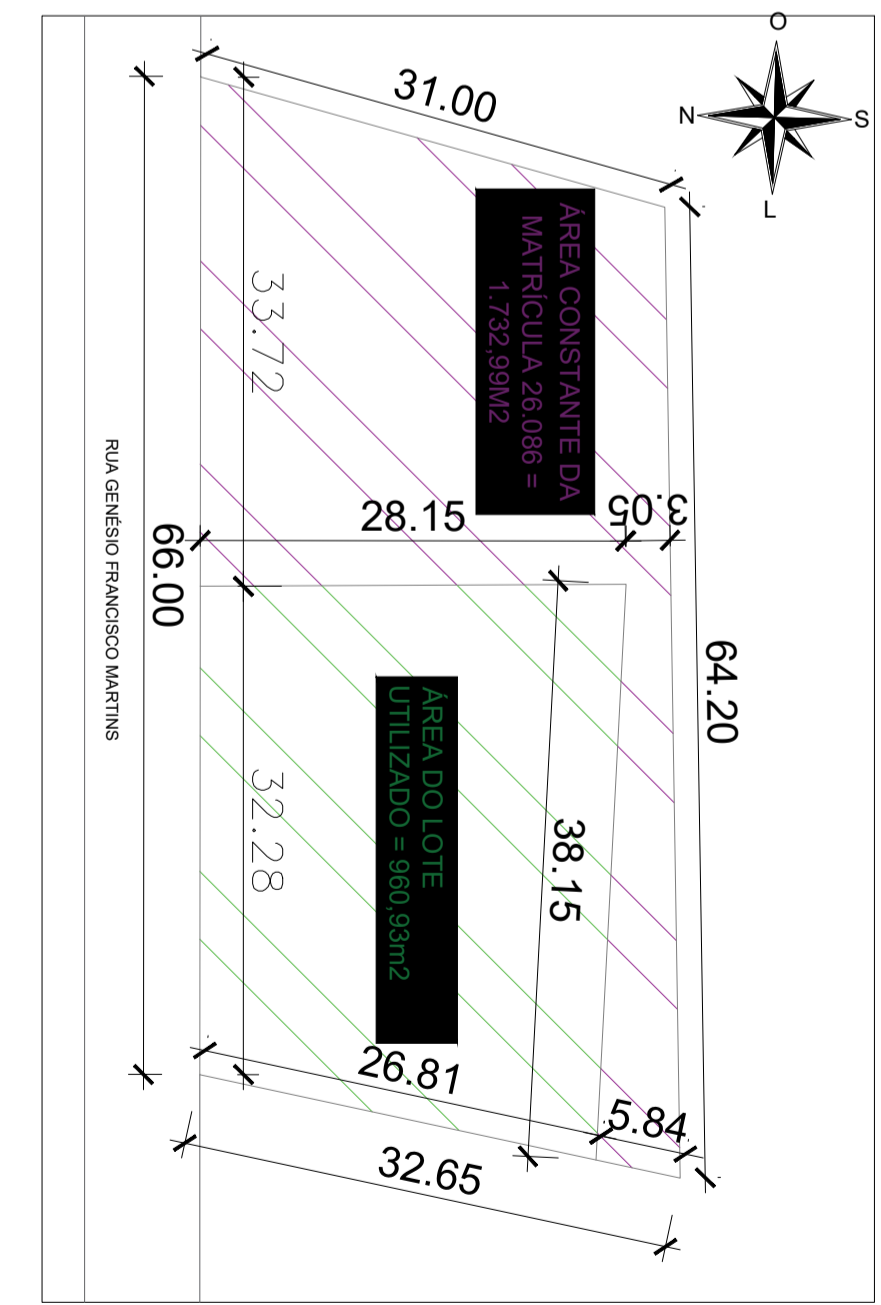 O
N
S
L
31.00
ÁREA CONSTANTE DA
MATRÍCULA 26.086 =
1.732,99M2
33.72
28.15
3.05
66.00
RUA GENÉSIO FRANCISCO MARTINS
64.20
ÁREA DO LOTE
UTILIZADO = 960,93m2
32.28
38.15
26.81
5.84
32.65